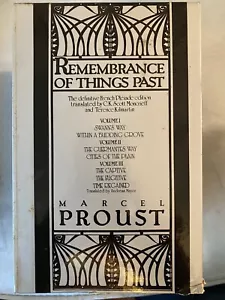 REMEMBRANCE
OF THINGS PAST
The definitive French Pleiade edition
translated by C.K. Scott Moncrieff
and Terence Kilmartin
VOLUME I
SWANN'S WAY
WITHIN A BUDDING GROVE
VOLUME II
THE GUERMANTES WAY
CITIES OF THE PLAIN
VOLUME III
THE CAPTIVE
THE FUGITIVE
TIME REGAINED
Translated by Andreas Mayor
MARCEL
PROUST